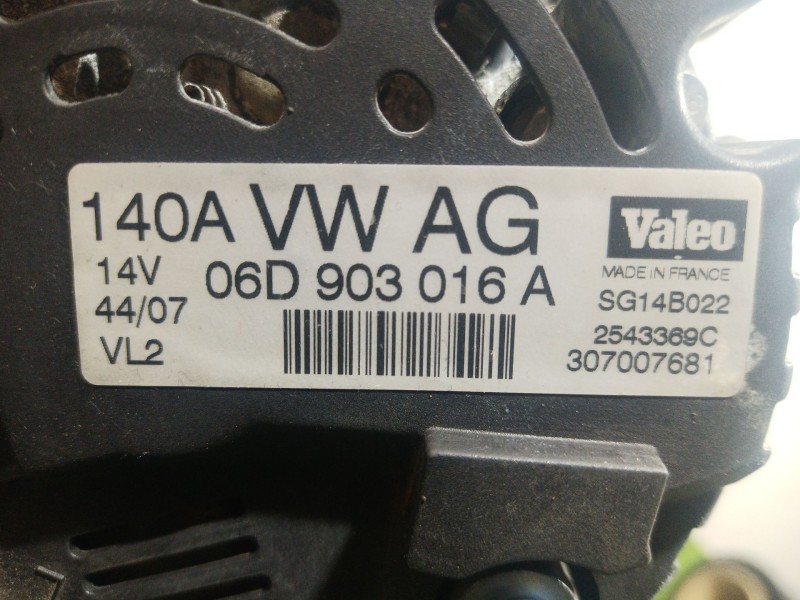 140A VW AG
Valeo
14V
06D 903 016 A
MADE IN FRANCE
44/07
SG14B022
VL2
2543369C
307007681